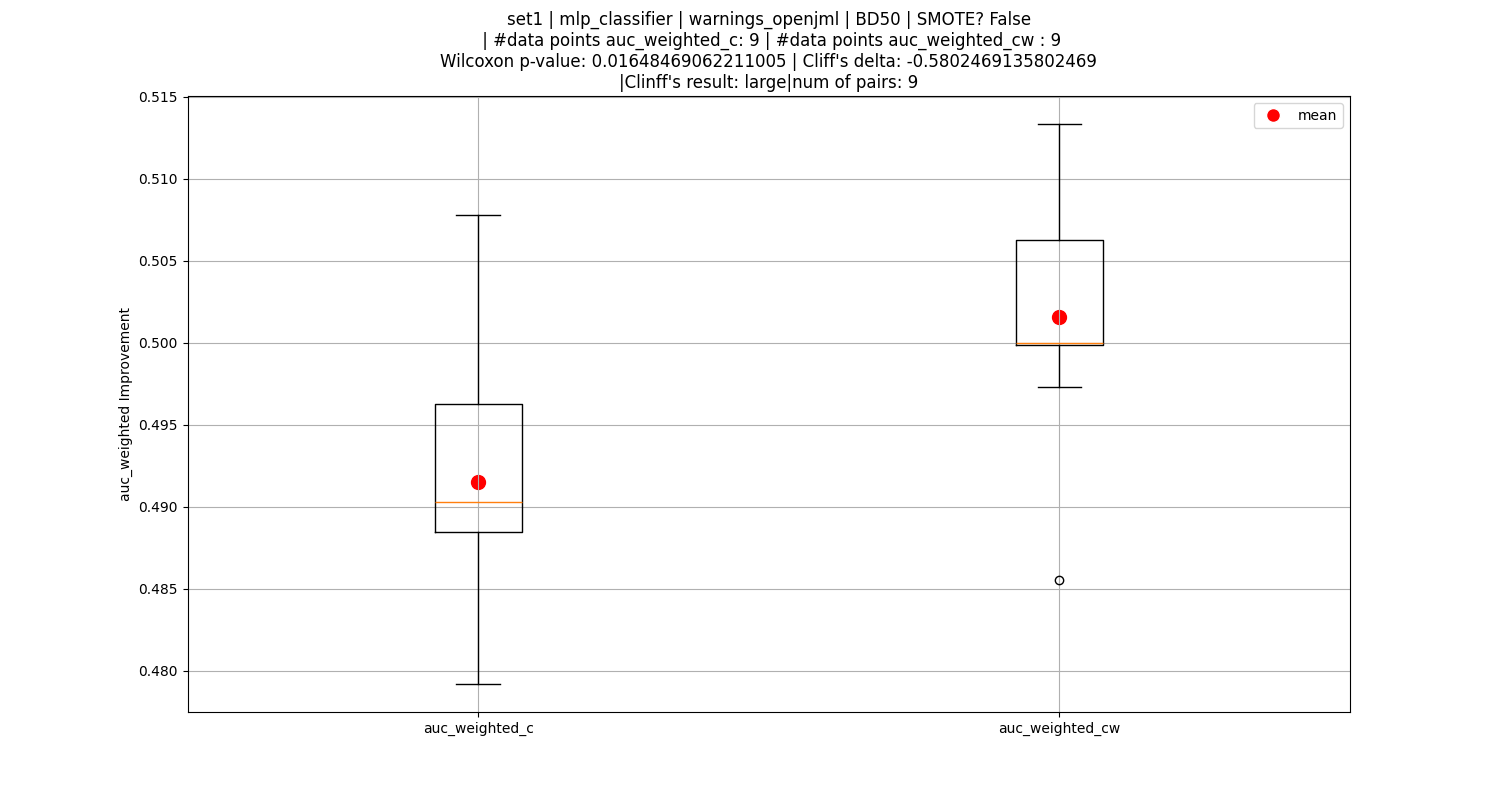 set1 | mlp_classifier | warnings_openjml | BD50 | SMOTE? False
| #data points auc_weighted_c: 9 | #data points auc_weighted_cw : 9
Wilcoxon p-value: 0.01648469062211005 | Cliff's delta: -0.5802469135802469
|Clinff's result: large|num of pairs: 9
mean
auc_weighted Improvement
0.515
0.510
0.505
0.500
0.495
0.490
0.485
0.480
auc_weighted_c
auc_weighted_cw